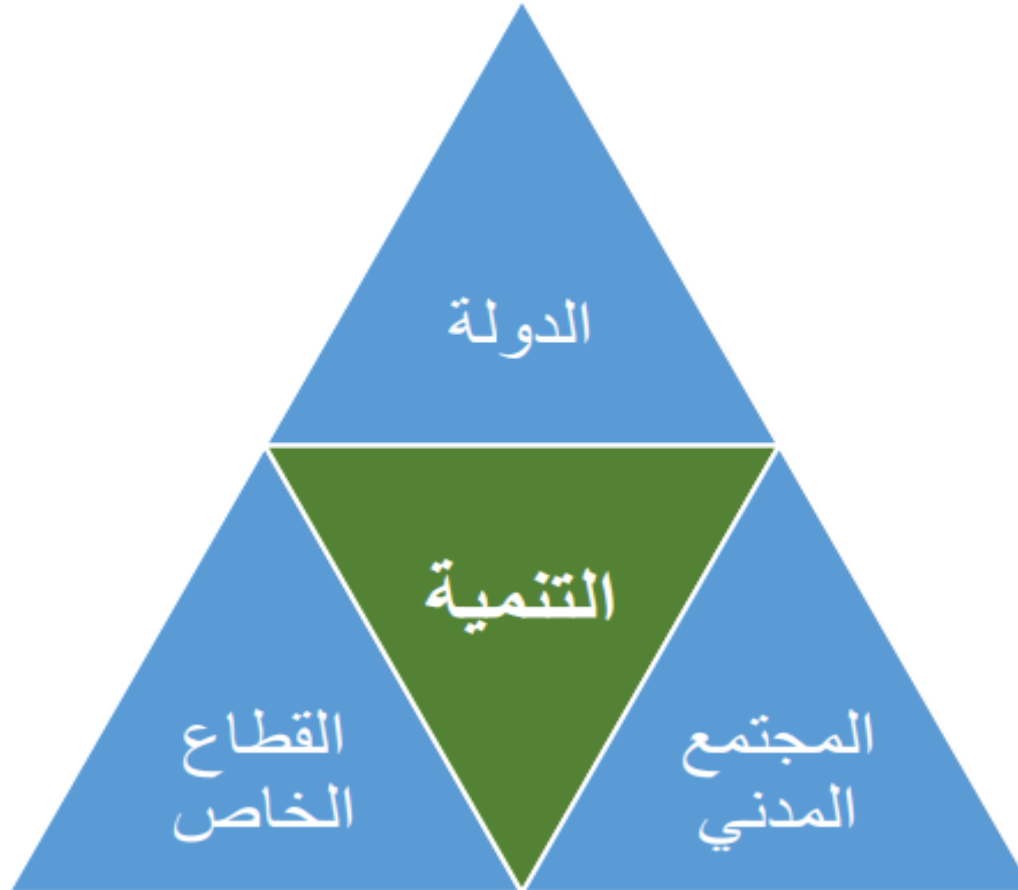 الدولة
التنمية
المجتمع
المدني
القطاع
الخاص